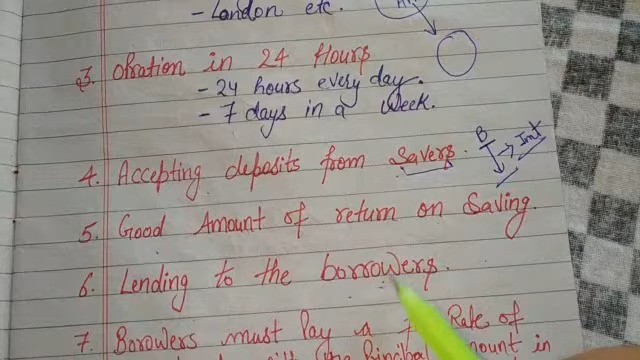 - London etc.
3. Opration in 24 Hours
- 24 hours every day.
- 7 days in a Week.
4. Accepting deposits from Savers.
B
Int
5. Good Amount of return on Saving.
6. Lending to the borrowers.
7. Borowers must Pay a Rate of